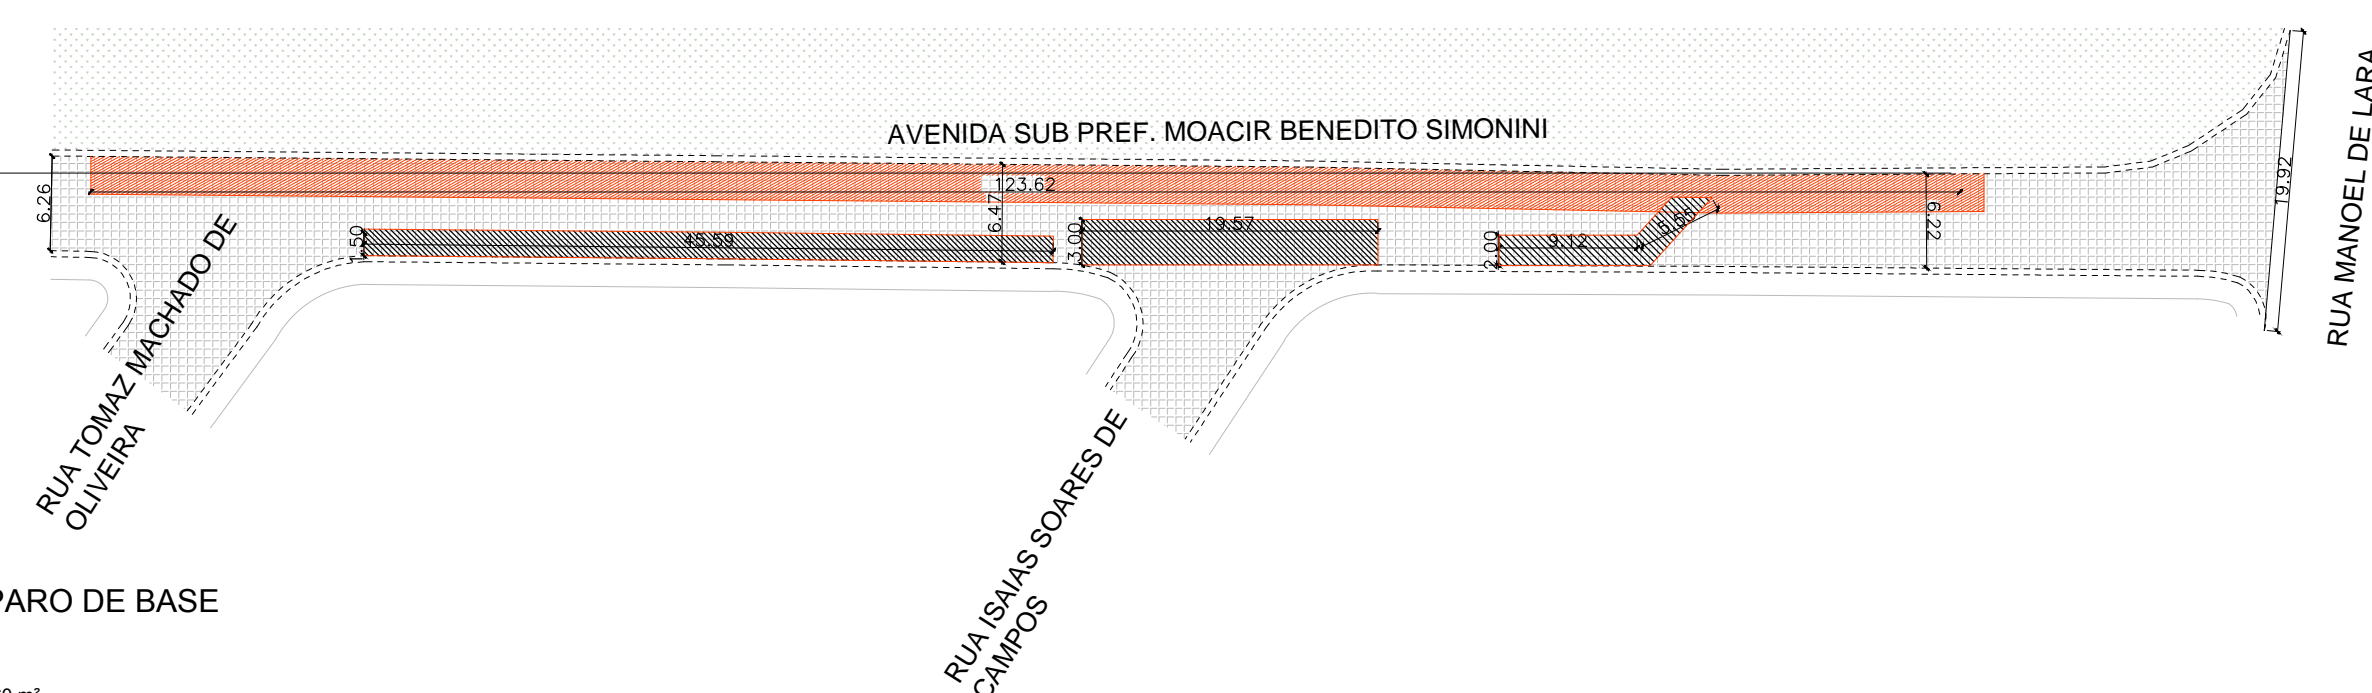 AVENIDA SUB PREF. MOACIR BENEDITO SIMONINI
RUA MANOEL DE LARA
19.92
6.26
123.62
6.47
6.22
1.50
45.59
3.00
19.57
2.00
9.12
5.55
RUA TOMAZ MACHADO DE
OLIVEIRA
RUA ISAIAS SOARES DE
CAMPOS
PARO DE BASE
m²